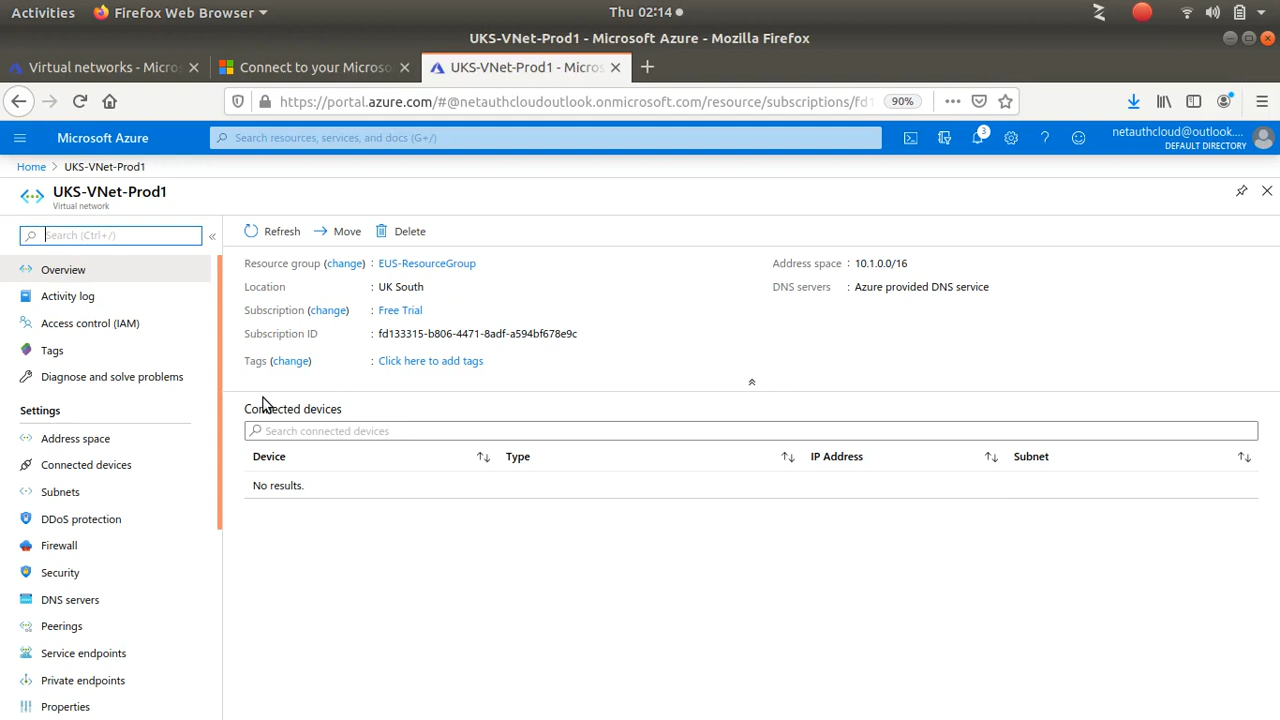 Activities Firefox Web Browser Thu 02:14
UKS-VNet-Prod1 - Microsoft Azure - Mozilla Firefox
Virtual networks - Micros Connect to your Microso UKS-VNet-Prod1 - Micros
https://portal.azure.com/#@netauthcloudoutlook.onmicrosoft.com/resource/subscriptions/fd1 90%
Microsoft Azure Search resources, services, and docs (G+/) 3 netauthcloud@outlook....
DEFAULT DIRECTORY
Home > UKS-VNet-Prod1
UKS-VNet-Prod1
Virtual network
Search (Ctrl+/)
Overview
Activity log
Access control (IAM)
Tags
Diagnose and solve problems
Settings
Address space
Connected devices
Subnets
DDoS protection
Firewall
Security
DNS servers
Peerings
Service endpoints
Private endpoints
Properties
Refresh Move Delete
Resource group (change) : EUS-ResourceGroup
Location : UK South
Subscription (change) : Free Trial
Subscription ID : fd133315-b806-4471-8adf-a594bf678e9c
Tags (change) : Click here to add tags
Address space : 10.1.0.0/16
DNS servers : Azure provided DNS service
Connected devices
Search connected devices
Device Type IP Address Subnet
No results.